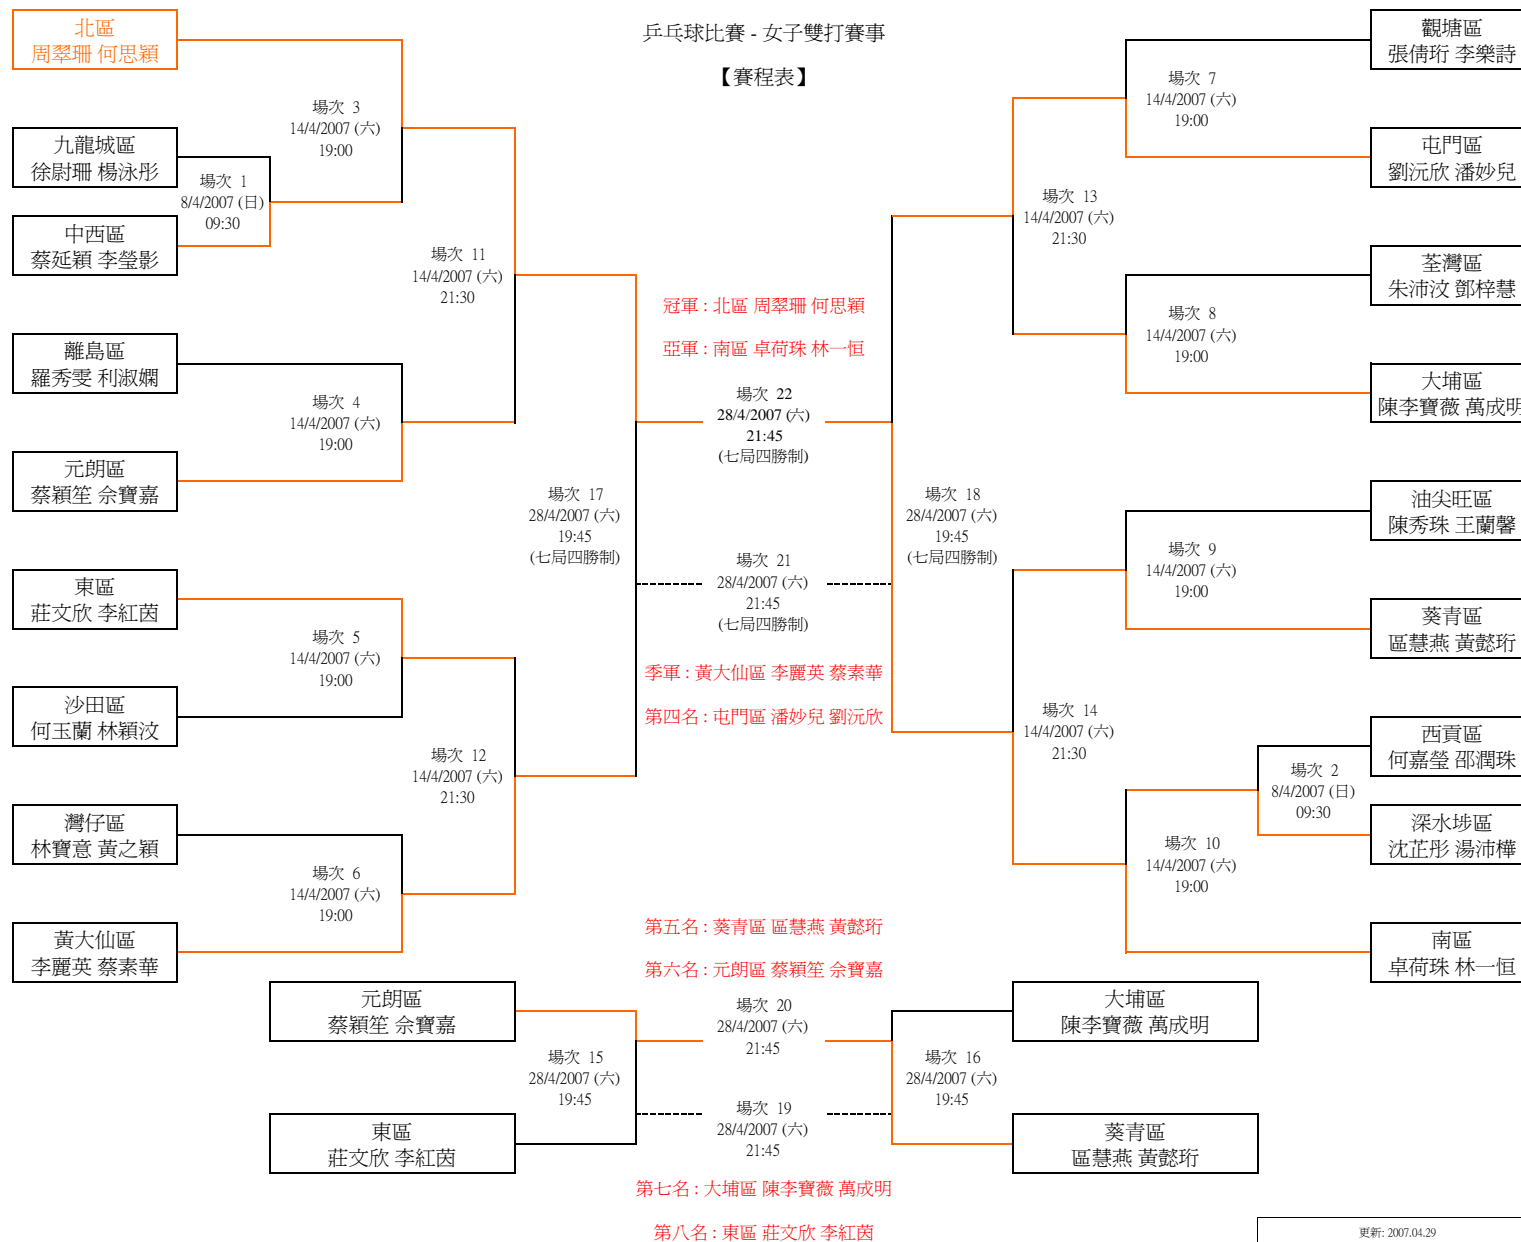 乒乓球比賽 - 女子雙打賽事
【賽程表】
北區
周翠珊 何思穎
九龍城區
徐尉珊 楊泳彤
中西區
蔡延穎 李瑩影
離島區
羅秀雯 利淑嫻
元朗區
蔡穎笙 佘寶嘉
東區
莊文欣 李紅茵
沙田區
何玉蘭 林穎汶
灣仔區
林寶意 黃之穎
黃大仙區
李麗英 蔡素華
場次 3
14/4/2007 (六)
19:00
場次 1
8/4/2007 (日)
09:30
場次 11
14/4/2007 (六)
21:30
場次 4
14/4/2007 (六)
19:00
場次 17
28/4/2007 (六)
19:45
(七局四勝制)
場次 5
14/4/2007 (六)
19:00
場次 12
14/4/2007 (六)
21:30
場次 6
14/4/2007 (六)
19:00
冠軍 : 北區 周翠珊 何思穎
亞軍 : 南區 卓荷珠 林一恒
場次 22
28/4/2007 (六)
21:45
(七局四勝制)
場次 21
28/4/2007 (六)
21:45
(七局四勝制)
季軍 : 黃大仙區 李麗英 蔡素華
第四名 : 屯門區 潘妙兒 劉沅欣
場次 7
14/4/2007 (六)
19:00
場次 13
14/4/2007 (六)
21:30
場次 8
14/4/2007 (六)
19:00
場次 18
28/4/2007 (六)
19:45
(七局四勝制)
場次 9
14/4/2007 (六)
19:00
場次 14
14/4/2007 (六)
21:30
場次 2
8/4/2007 (日)
09:30
場次 10
14/4/2007 (六)
19:00
觀塘區
張倩珩 李樂詩
屯門區
劉沅欣 潘妙兒
荃灣區
朱沛汶 鄧梓慧
大埔區
陳李寶薇 萬成明
油尖旺區
陳秀珠 王蘭馨
葵青區
區慧燕 黃懿珩
西貢區
何嘉瑩 邵潤珠
深水埗區
沈芷彤 湯沛樺
南區
卓荷珠 林一恒
第五名 : 葵青區 區慧燕 黃懿珩
第六名 : 元朗區 蔡穎笙 佘寶嘉
元朗區
蔡穎笙 佘寶嘉
東區
莊文欣 李紅茵
場次 15
28/4/2007 (六)
19:45
場次 20
28/4/2007 (六)
21:45
場次 19
28/4/2007 (六)
21:45
場次 16
28/4/2007 (六)
19:45
大埔區
陳李寶薇 萬成明
葵青區
區慧燕 黃懿珩
第七名 : 大埔區 陳李寶薇 萬成明
第八名 : 東區 莊文欣 李紅茵
更新: 2007.04.29